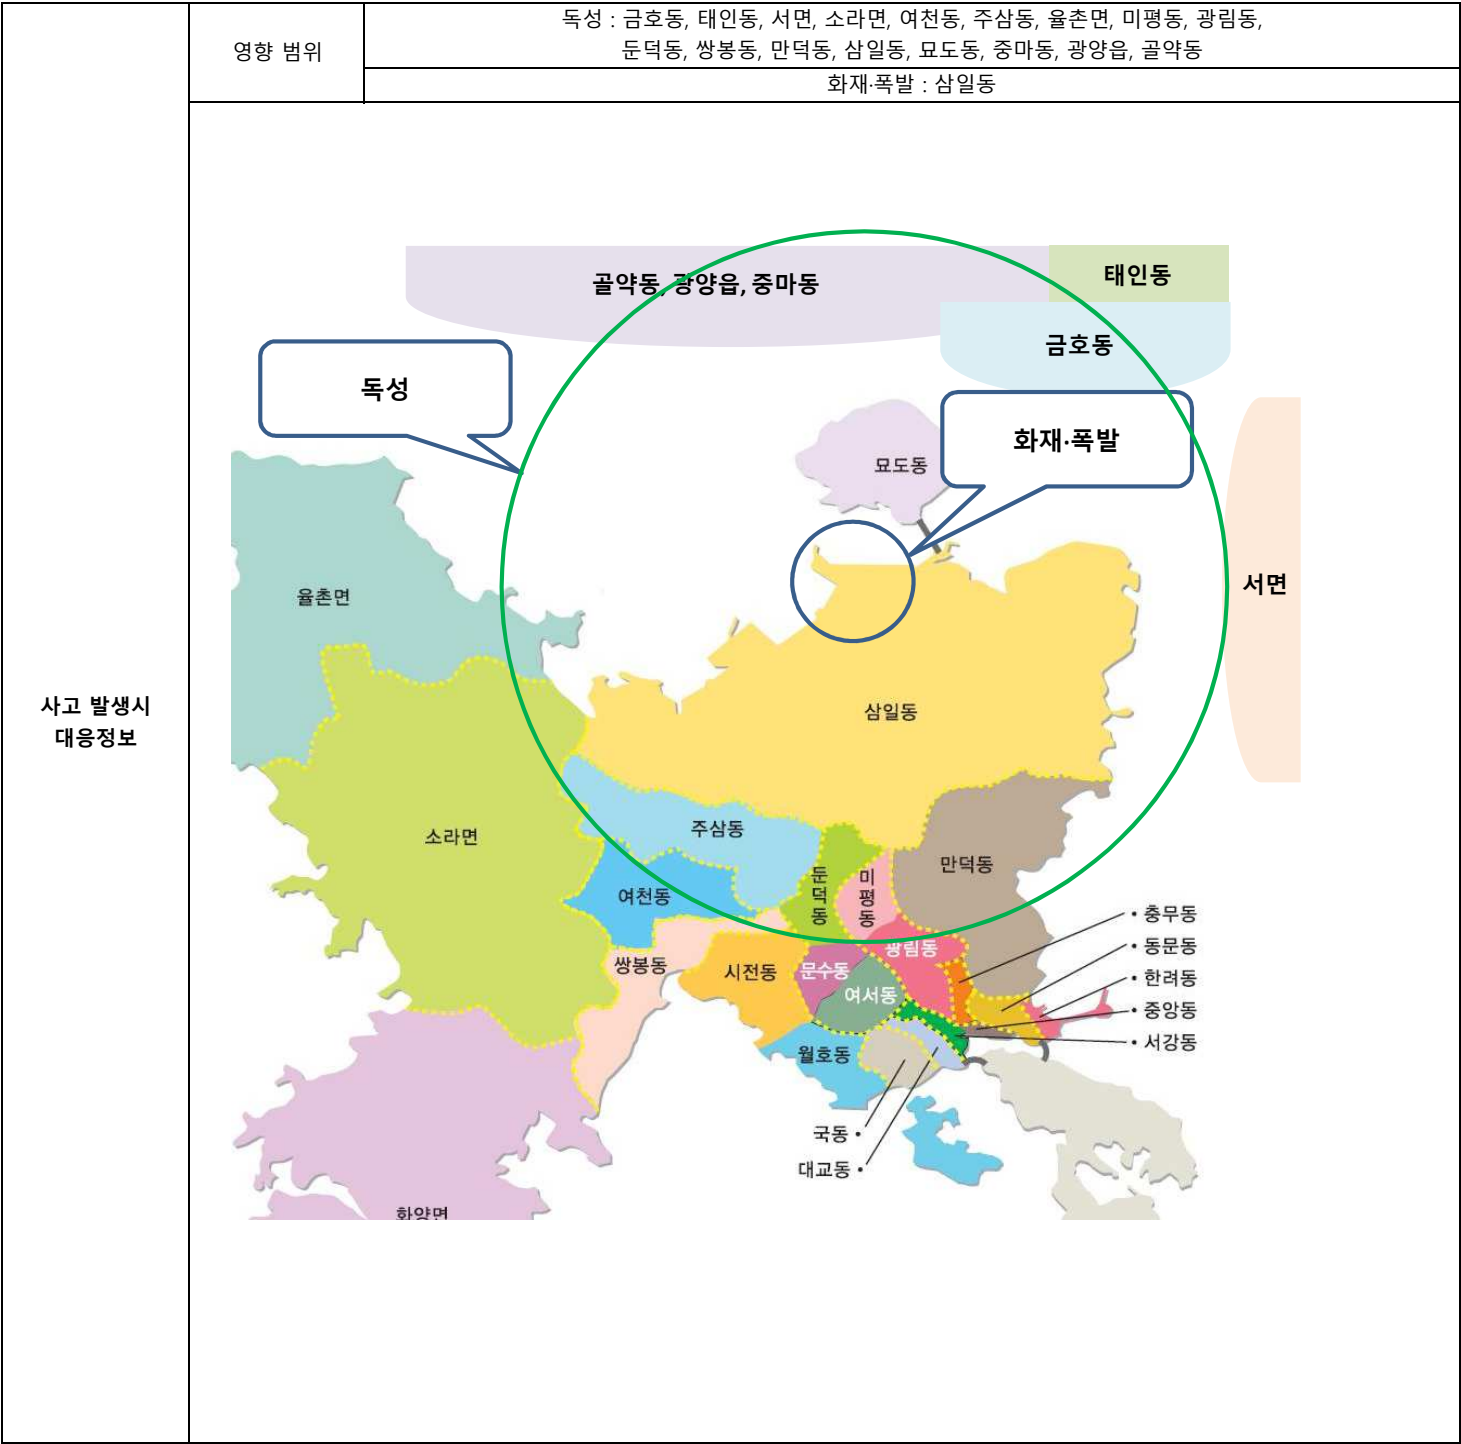 영향 범위
독성 : 금호동, 태인동, 서면, 소라면, 여천동, 주삼동, 율촌면, 미평동, 광림동,
둔덕동, 쌍봉동, 만덕동, 삼일동, 묘도동, 중마동, 광양읍, 골약동
화재·폭발 : 삼일동
사고 발생시
대응정보
골약동, 광양읍, 중마동
태인동
금호동
독성
화재·폭발
묘도동
율촌면
서면
삼일동
소라면
주삼동
만덕동
둔덕동
미평동
여천동
충무동
광림동
동문동
쌍봉동
시전동
문수동
한려동
여서동
중앙동
서강동
월호동
국동
대교동
화양면